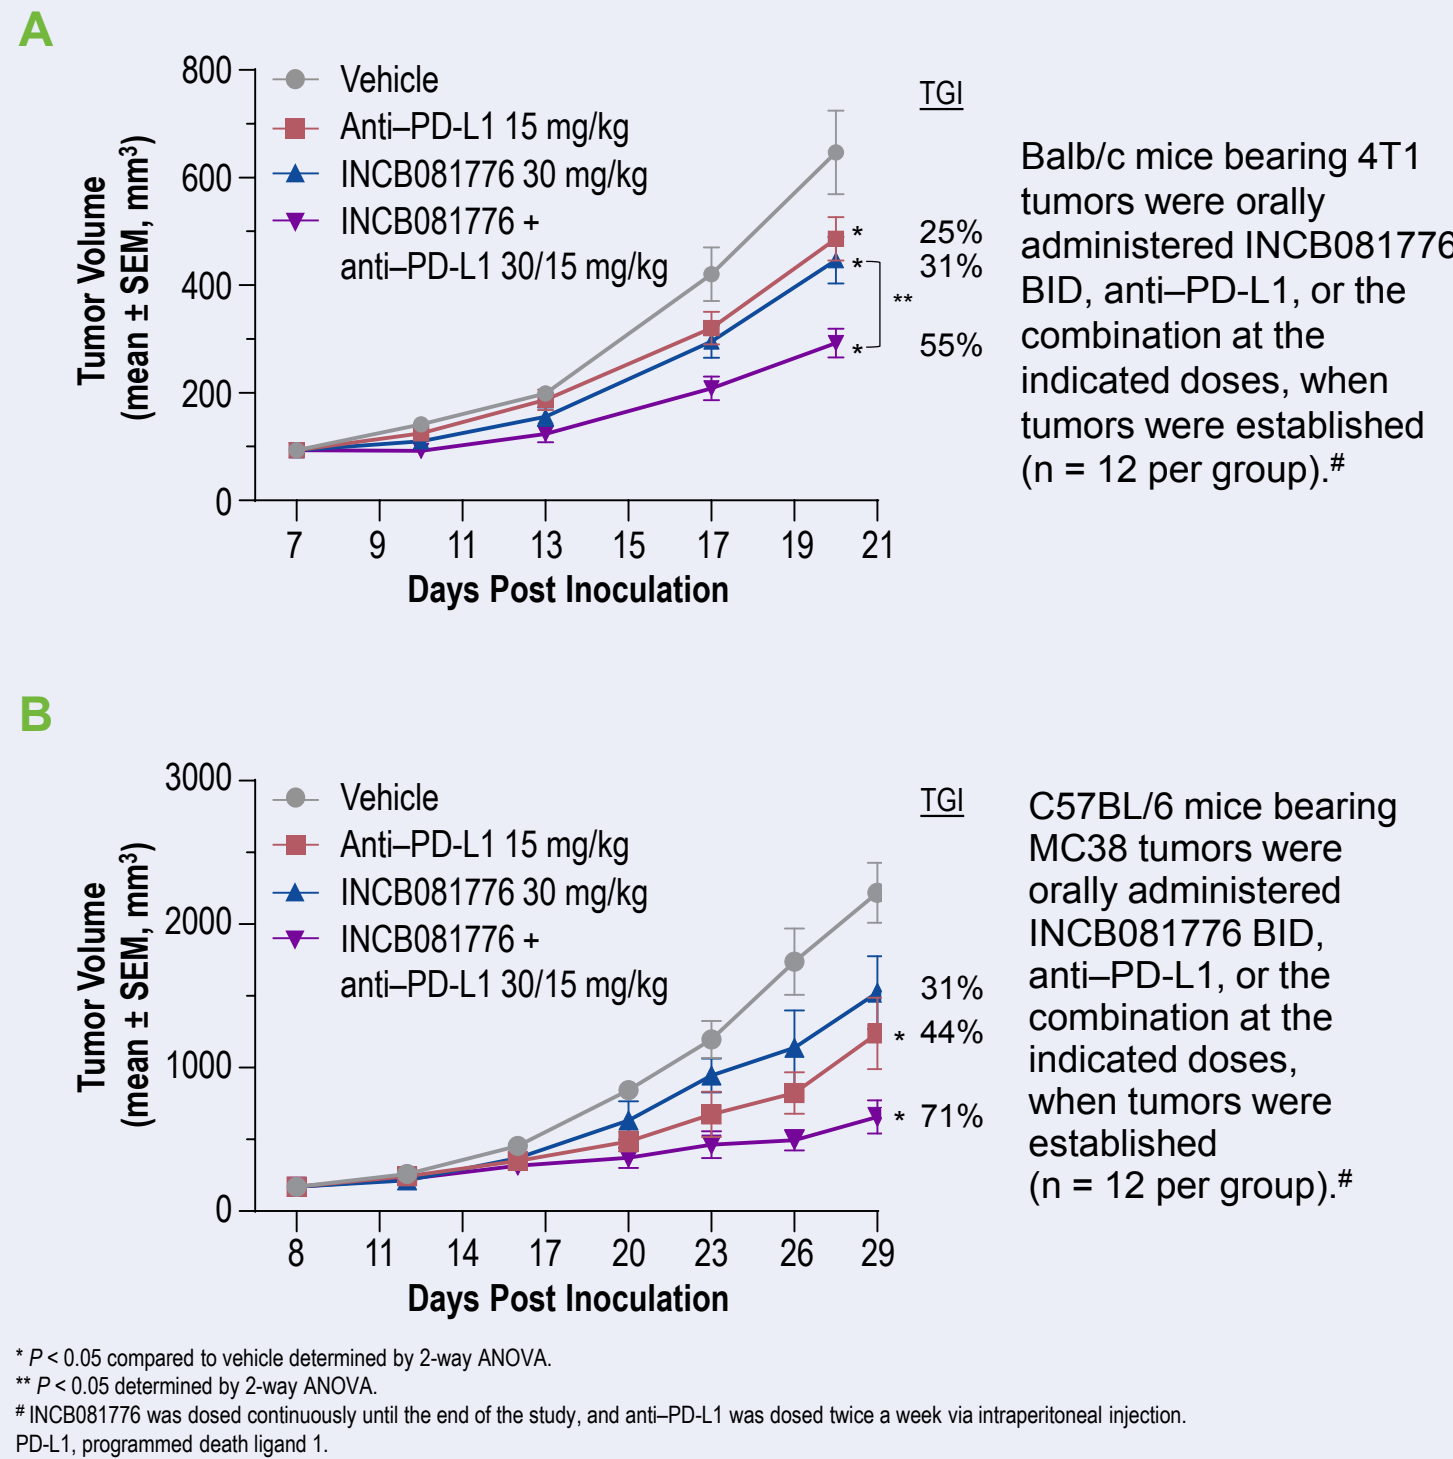 A
800
600
400
200
0
Tumor Volume
(mean ± SEM, mm³)
Vehicle
Anti–PD-L1 15 mg/kg
INCB081776 30 mg/kg
INCB081776 +
anti–PD-L1 30/15 mg/kg
7 9 11 13 15 17 19 21
Days Post Inoculation
TGI
* 25%
* 31%
**
* 55%
Balb/c mice bearing 4T1
tumors were orally
administered INCB081776
BID, anti–PD-L1, or the
combination at the
indicated doses, when
tumors were established
(n = 12 per group).#
B
3000
2000
1000
0
Tumor Volume
(mean ± SEM, mm³)
Vehicle
Anti–PD-L1 15 mg/kg
INCB081776 30 mg/kg
INCB081776 +
anti–PD-L1 30/15 mg/kg
8 11 14 17 20 23 26 29
Days Post Inoculation
TGI
31%
* 44%
* 71%
C57BL/6 mice bearing
MC38 tumors were
orally administered
INCB081776 BID,
anti–PD-L1, or the
combination at the
indicated doses,
when tumors were
established
(n = 12 per group).#
* P < 0.05 compared to vehicle determined by 2-way ANOVA.
** P < 0.05 determined by 2-way ANOVA.
# INCB081776 was dosed continuously until the end of the study, and anti–PD-L1 was dosed twice a week via intraperitoneal injection.
PD-L1, programmed death ligand 1.